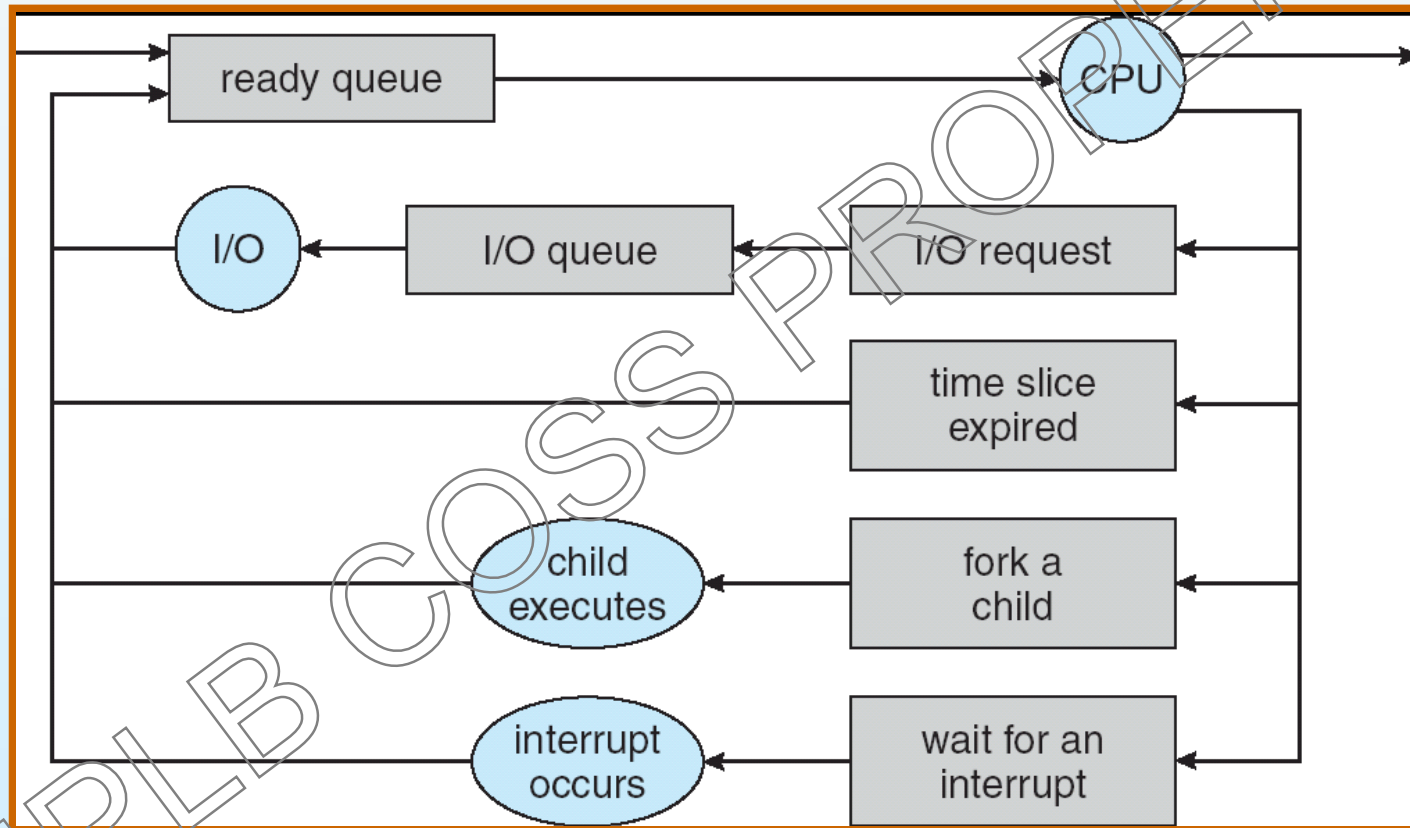 ready queue
CPU
I/O
I/O queue
I/O request
time slice
expired
child
executes
fork a
child
interrupt
occurs
wait for an
interrupt
PLB COSS